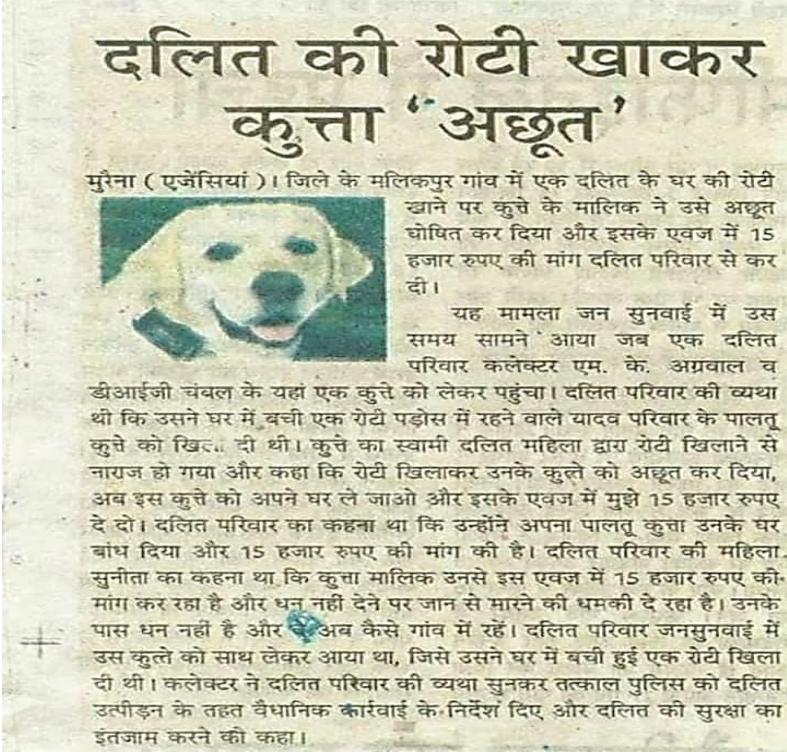 दलित की रोटी खाकर
कुत्ता ‘अछूत’
मुरैना (एजेंसियां)। जिले के मलिकपुर गांव में एक दलित के घर की रोटी
खाने पर कुत्ते के मालिक ने उसे अछूत
घोषित कर दिया और इसके एवज में 15
हजार रुपए की मांग दलित परिवार से कर
दी।
यह मामला जन सुनवाई में उस
समय सामने आया जब एक दलित
परिवार कलेक्टर एम. के. अग्रवाल व
डीआईजी चंबल के यहां एक कुत्ते को लेकर पहुंचा। दलित परिवार की व्यथा
थी कि उसने घर में बची एक रोटी पड़ोस में रहने वाले यादव परिवार के पालतू
कुत्ते को खिला दी थी। कुत्ते का स्वामी दलित महिला द्वारा रोटी खिलाने से
नाराज हो गया और कहा कि रोटी खिलाकर उनके कुत्ते को अछूत कर दिया,
अब इस कुत्ते को अपने घर ले जाओ और इसके एवज में मुझे 15 हजार रुपए
दे दो। दलित परिवार का कहना था कि उन्होंने अपना पालतू कुत्ता उनके घर
बांध दिया और 15 हजार रुपए की मांग की है। दलित परिवार की महिला
सुनीता का कहना था कि कुत्ता मालिक उनसे इस एवज में 15 हजार रुपए की
मांग कर रहा है और धन नहीं देने पर जान से मारने की धमकी दे रहा है। उनके
पास धन नहीं है और अब कैसे गांव में रहें। दलित परिवार जनसुनवाई में
उस कुत्ते को साथ लेकर आया था, जिसे उसने घर में बची हुई एक रोटी खिला
दी थी। कलेक्टर ने दलित परिवार की व्यथा सुनकर तत्काल पुलिस को दलित
उत्पीड़न के तहत वैधानिक कार्रवाई के निर्देश दिए और दलित की सुरक्षा का
इंतजाम करने की कहा।